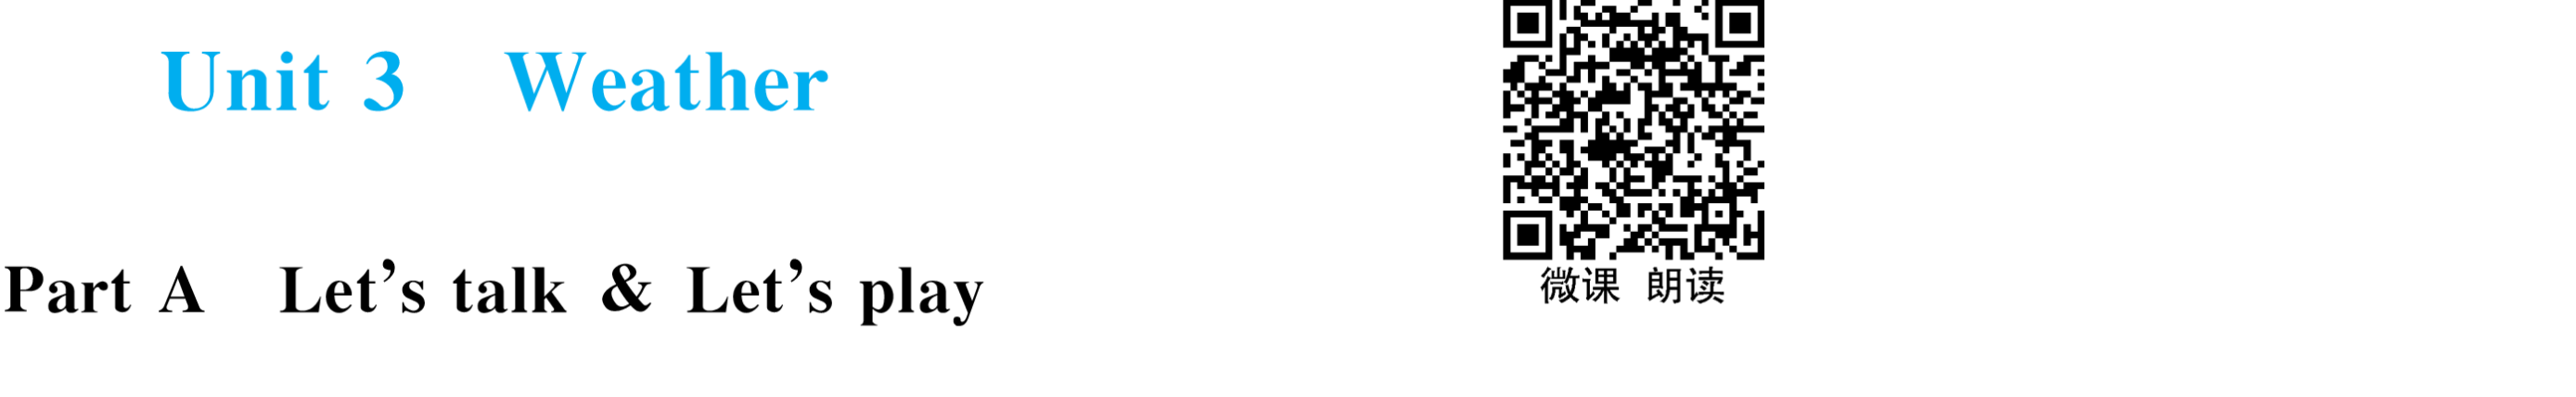 Unit 3 Weather
Part A Let's talk & Let's play
微课 朗读